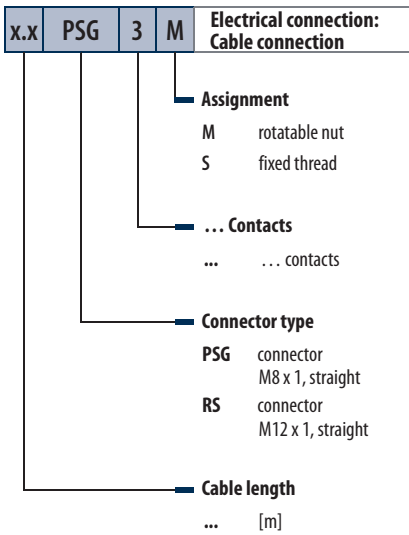 x.x PSG 3 M Electrical connection:
Cable connection
Assignment
M rotatable nut
S fixed thread
... Contacts
... ... contacts
Connector type
PSG connector
M8 x 1, straight
RS connector
M12 x 1, straight
Cable length
... [m]